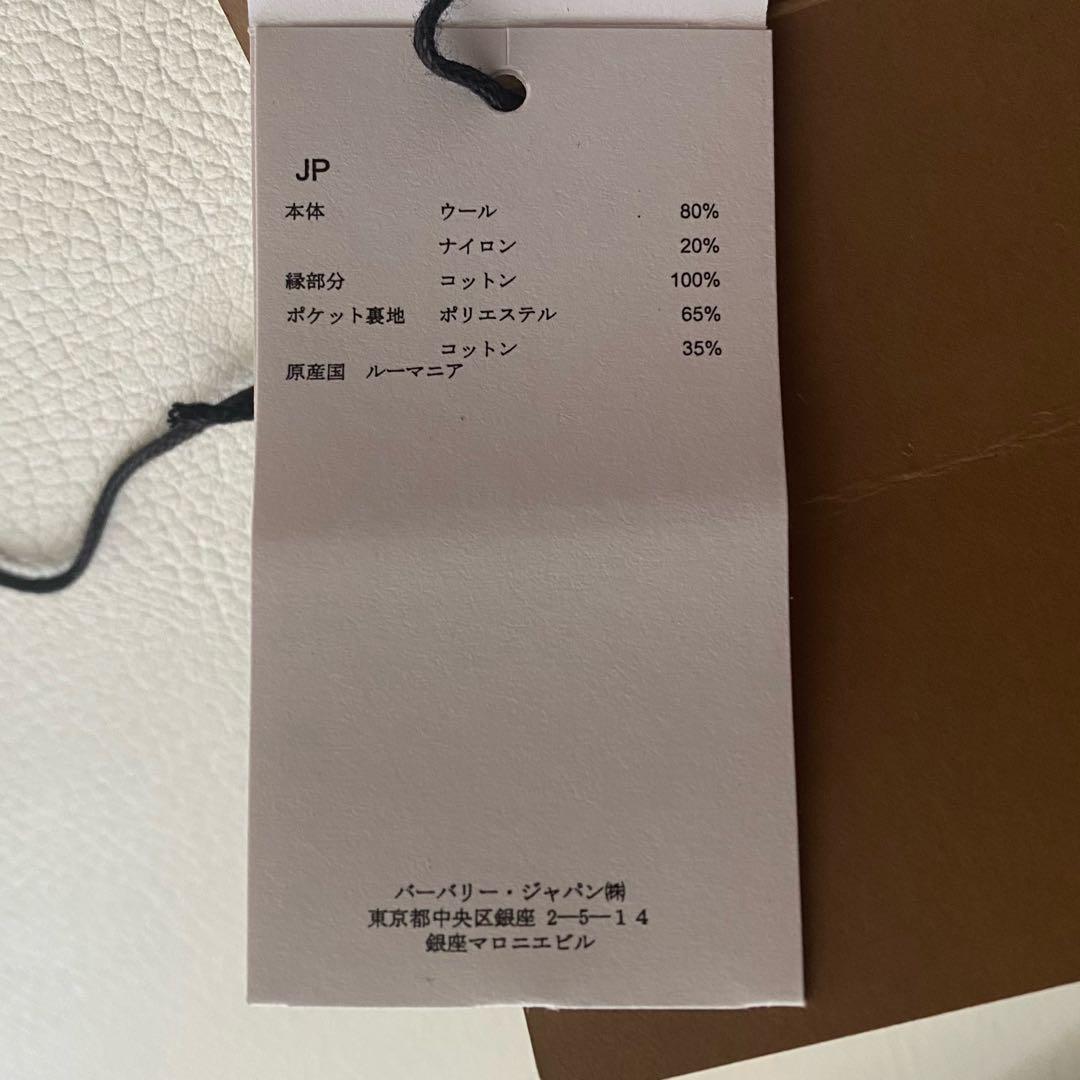 JP
本体 ウール 80%
ナイロン 20%
縁部分 コットン 100%
ポケット裏地 ポリエステル 65%
コットン 35%
原産国 ルーマニア
バーバリー・ジャパン㈱
東京都中央区銀座 2―5―14
銀座マロニエビル